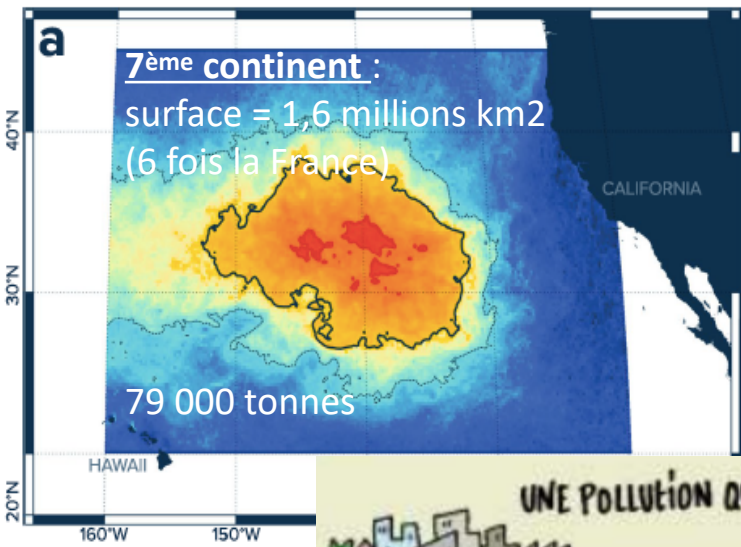 a
7ème continent :
surface = 1,6 millions km2
(6 fois la France)
40°N
CALIFORNIA
30°N
79 000 tonnes
HAWAII
20°N
160°W
150°W
UNE POLLUTION